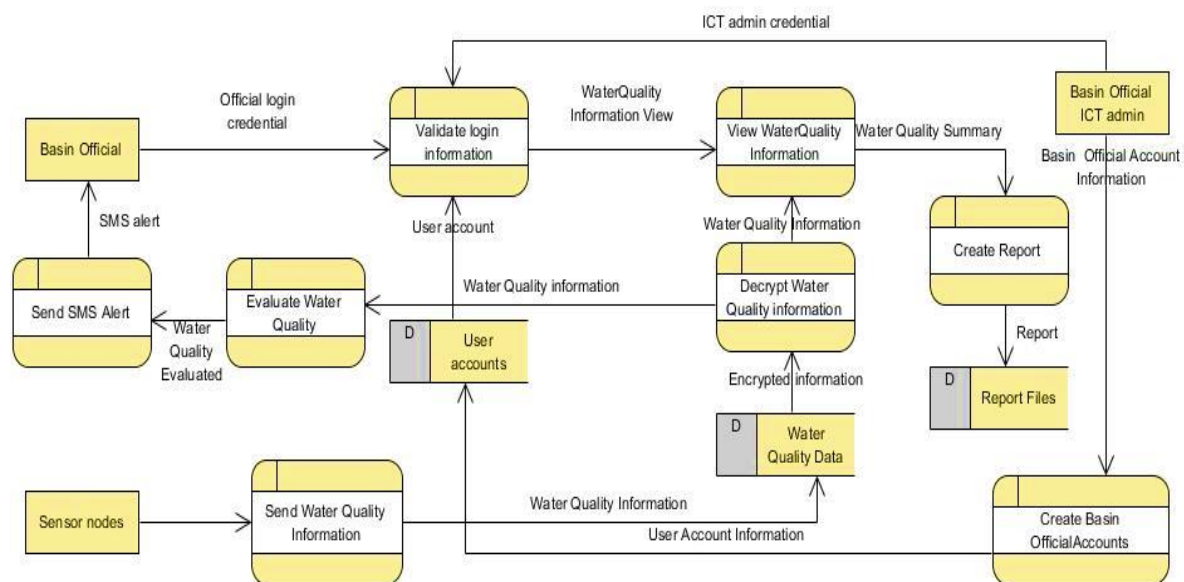 ICT admin credential
Official login
credential
WaterQuality
Information View
Basin Official
ICT admin
Basin Official
Validate login
information
View WaterQuality
Information
Water Quality Summary
Basin Official Account
Information
SMS alert
User account
Water Quality Information
Create Report
Send SMS Alert
Evaluate Water
Quality
Water Quality information
Decrypt Water
Quality information
Water
Quality
Evaluated
D
User
accounts
Report
Encrypted information
D
Report Files
D
Water
Quality Data
Sensor nodes
Send Water Quality
Information
Water Quality Information
User Account Information
Create Basin
OfficialAccounts